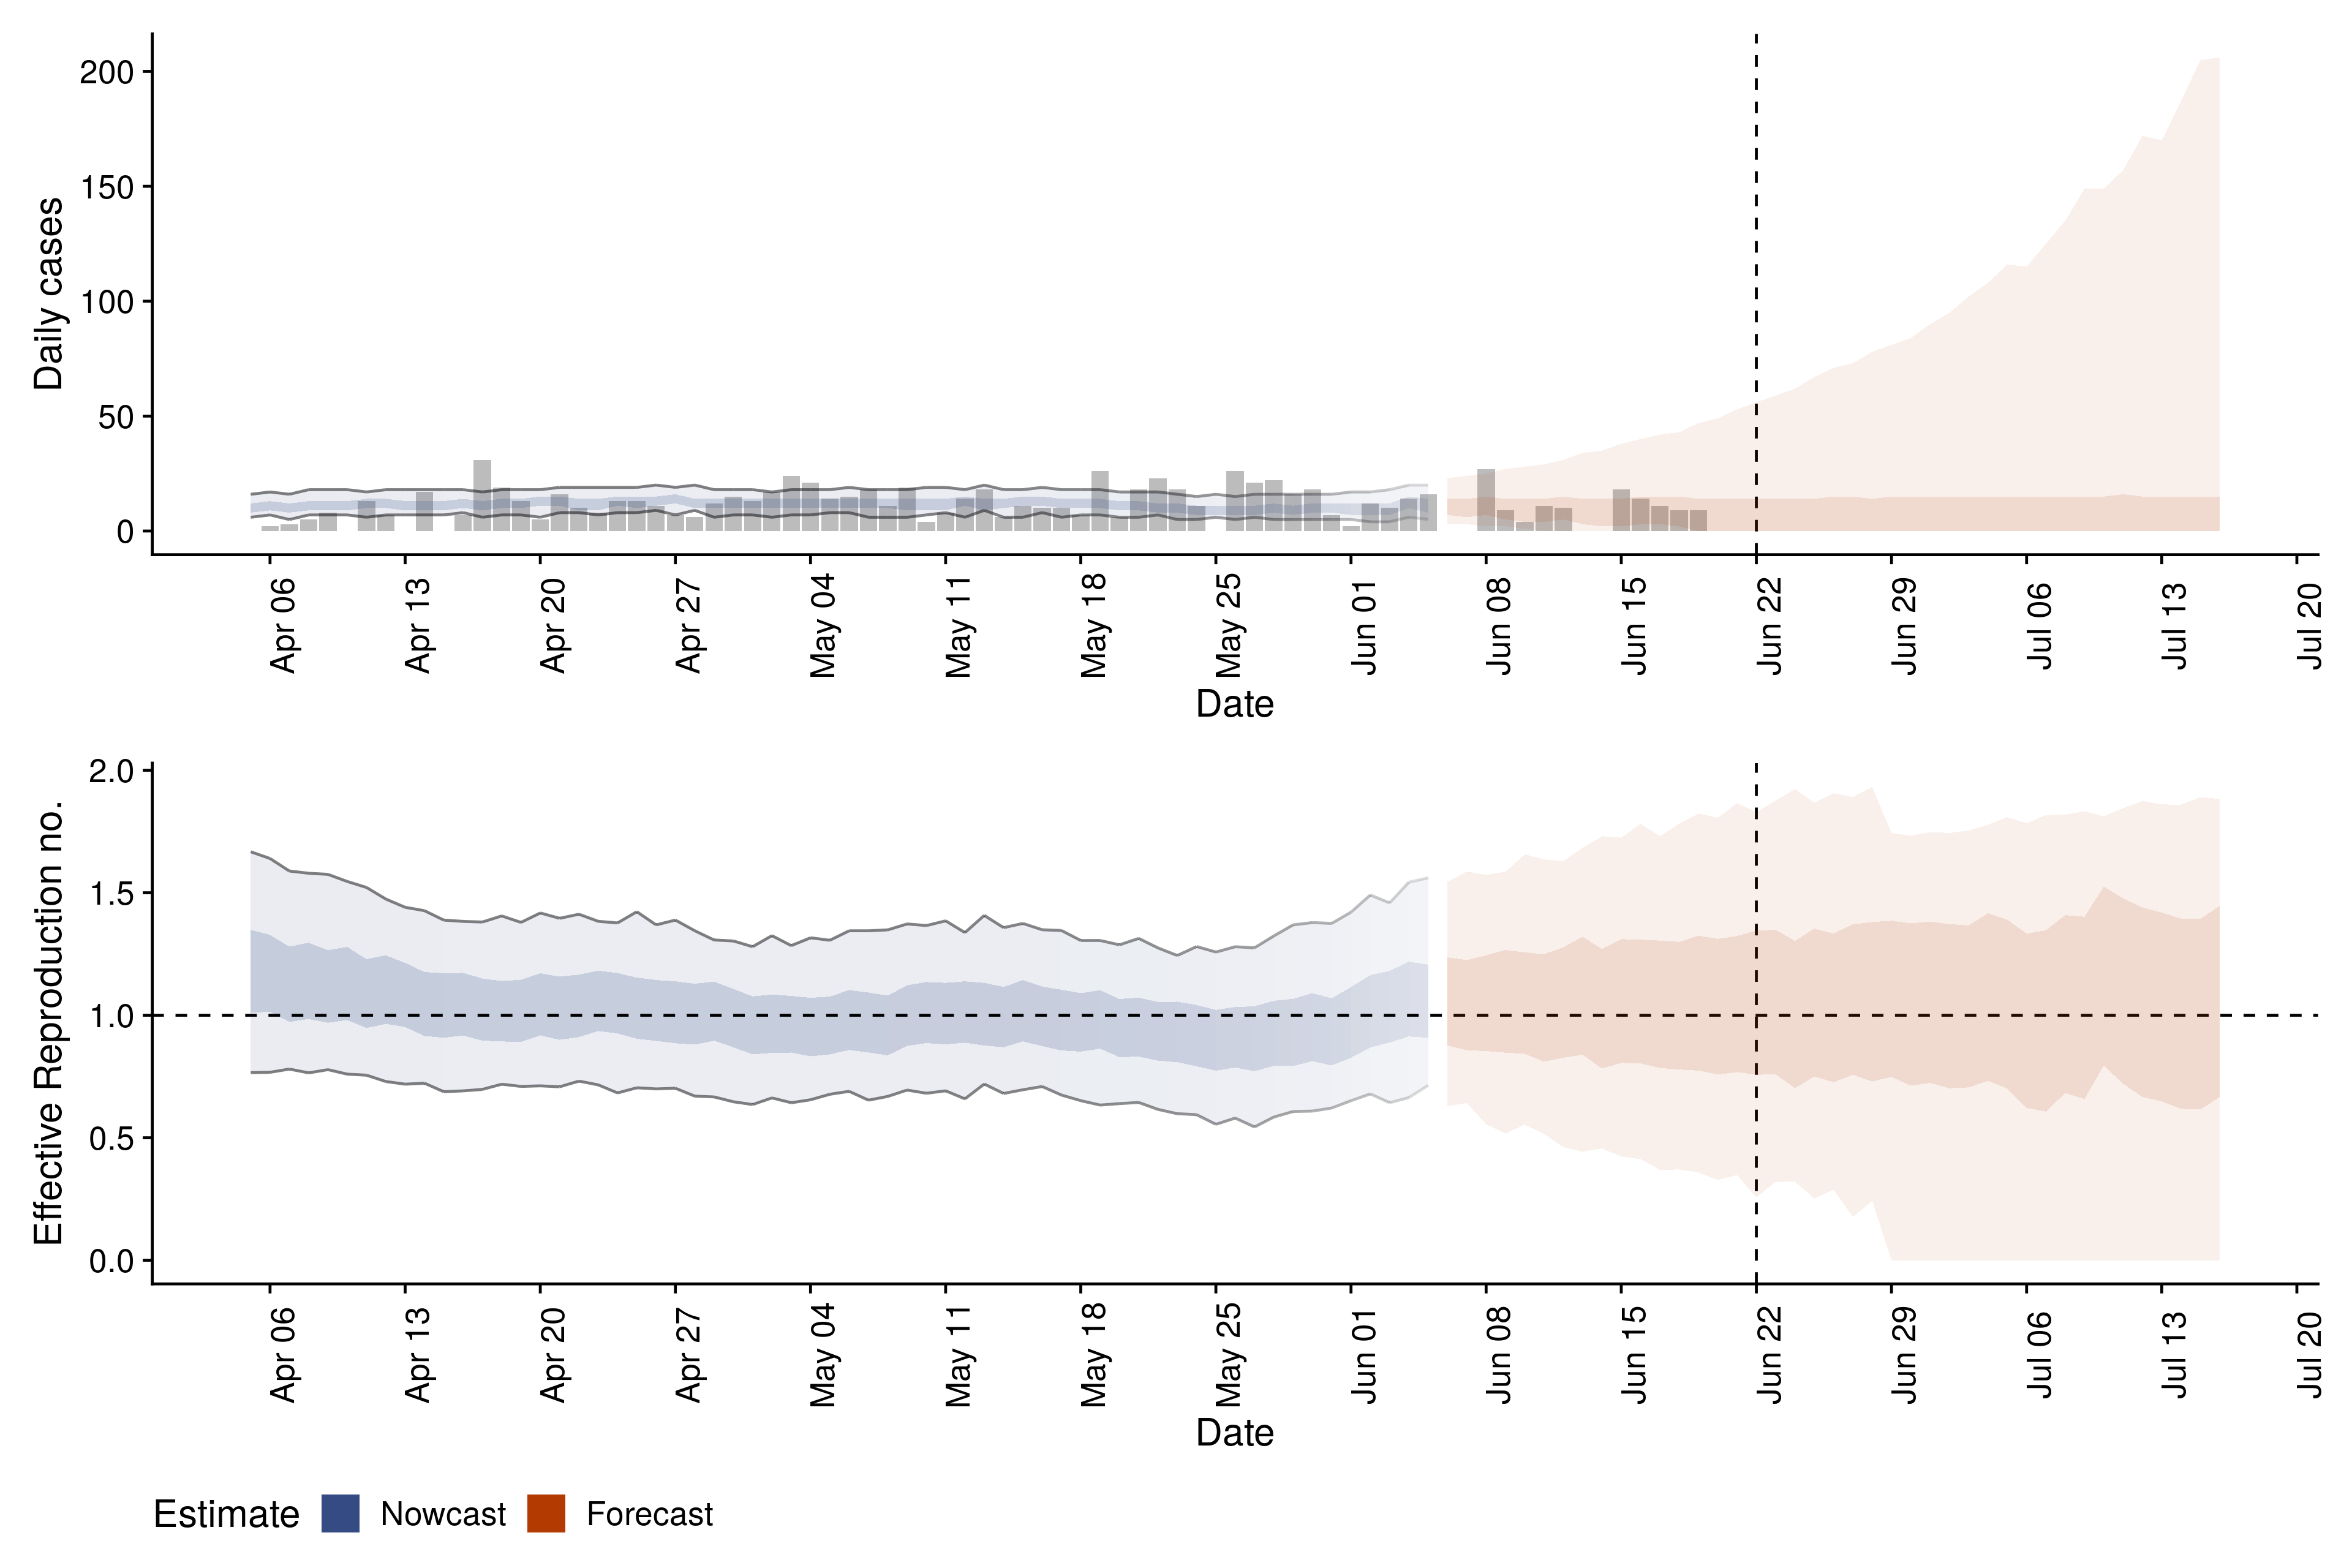 Daily cases
200
150
100
50
0
Apr 06
Apr 13
Apr 20
Apr 27
May 04
May 11
May 18
May 25
Jun 01
Jun 08
Jun 15
Jun 22
Jun 29
Jul 06
Jul 13
Jul 20
Date
Effective Reproduction no.
2.0
1.5
1.0
0.5
0.0
Apr 06
Apr 13
Apr 20
Apr 27
May 04
May 11
May 18
May 25
Jun 01
Jun 08
Jun 15
Jun 22
Jun 29
Jul 06
Jul 13
Jul 20
Date
Estimate Nowcast Forecast